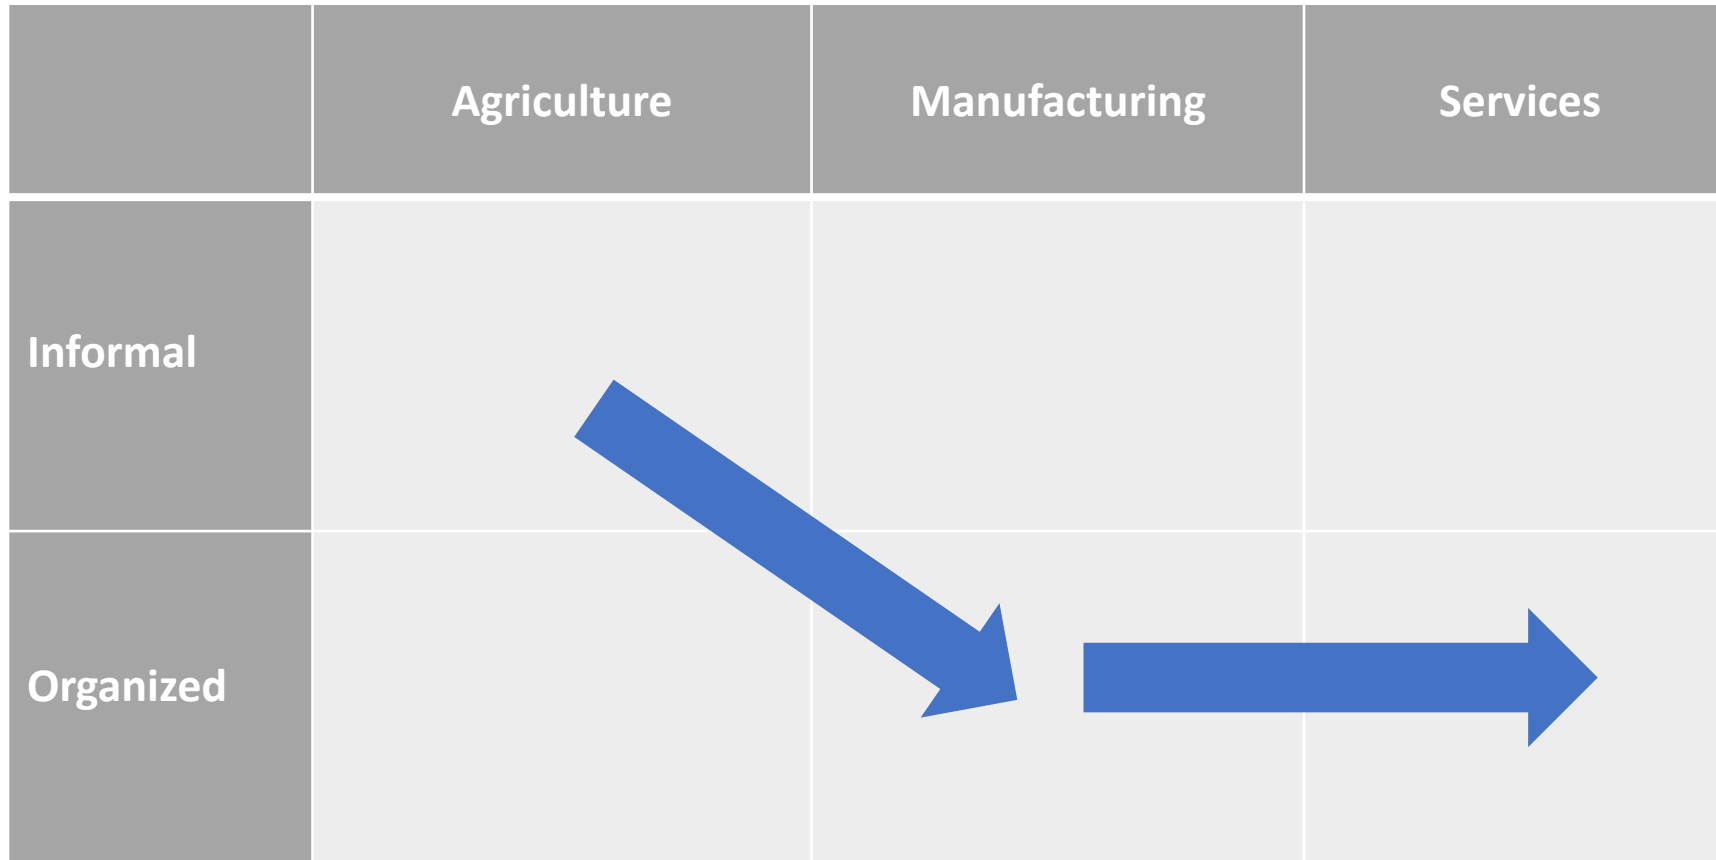 Agriculture
Manufacturing
Services
Informal
Organized